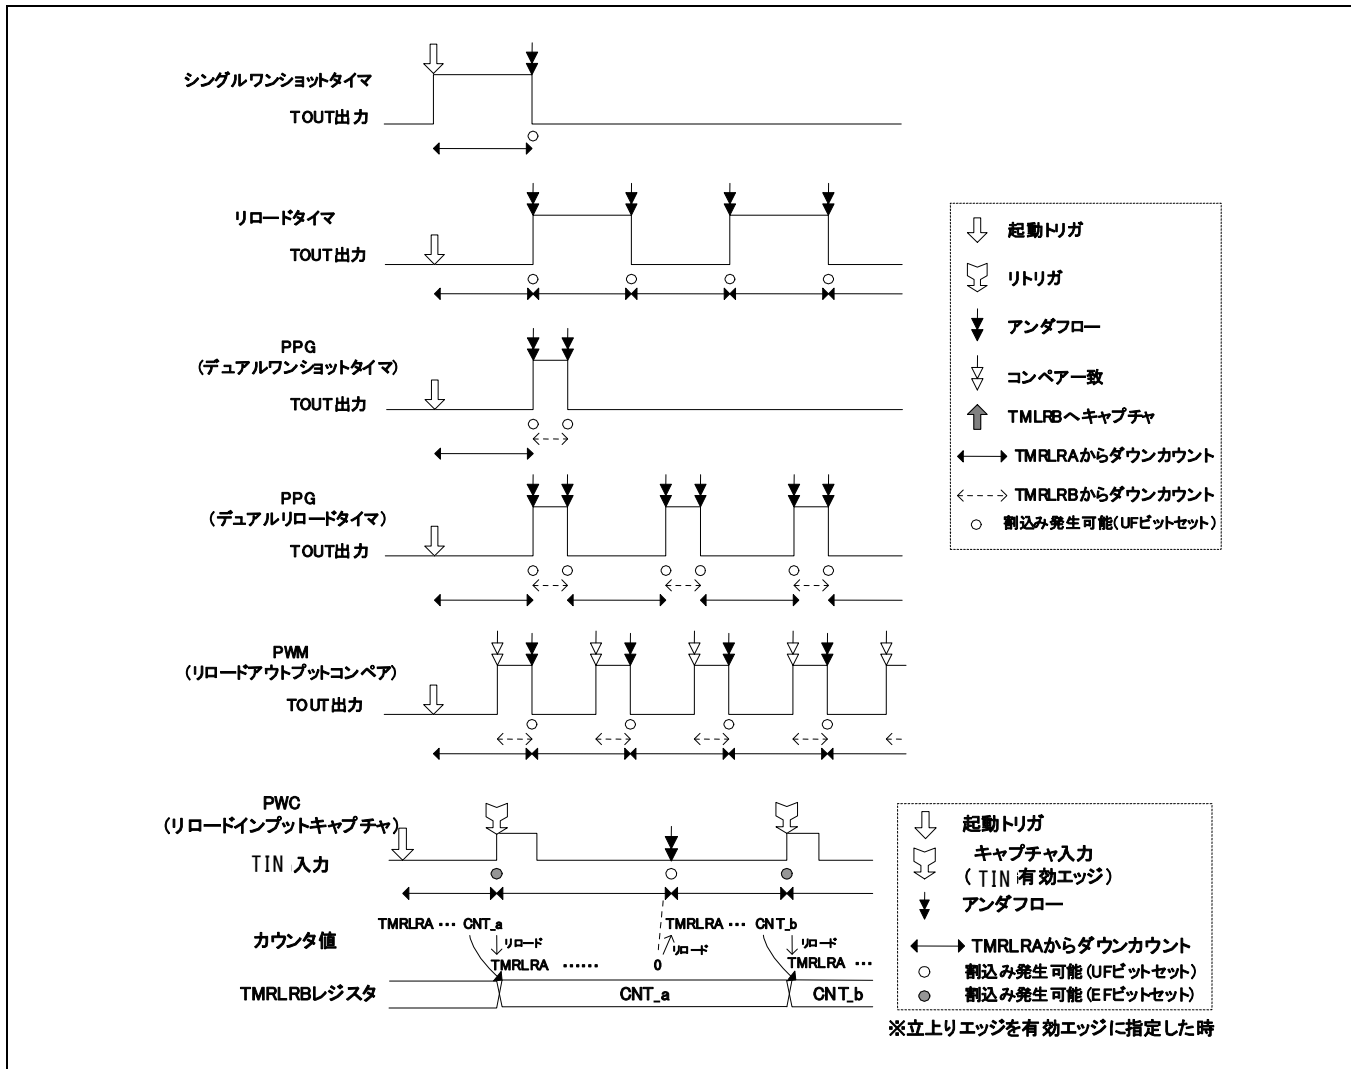 シングルワンショットタイマ
TOUT出力
リロードタイマ
TOUT出力
PPG
(デュアルワンショットタイマ)
TOUT出力
PPG
(デュアルリロードタイマ)
TOUT出力
PWM
(リロードアウトプットコンペア)
TOUT出力
起動トリガ
リトリガ
アンダフロー
コンペアー致
TMLRBへキャプチャ
TMRLRAからダウンカウント
TMRLRBからダウンカウント
割込み発生可能(UFビットセット)
PWC
(リロードインプットキャプチャ)
TIN 入力
カウンタ値
TMRLRA ··· CNT_a
リロード
TMRLRA ······
0
リロード
TMRLRA ··· CNT_b
リロード
TMRLRA ···
TMRLRBレジスタ
CNT_a
CNT_b
起動トリガ
キャプチャ入力
( TIN 有効エッジ)
アンダフロー
TMRLRAからダウンカウント
割込み発生可能(UFビットセット)
割込み発生可能(EFビットセット)
※立上りエッジを有効エッジに指定した時